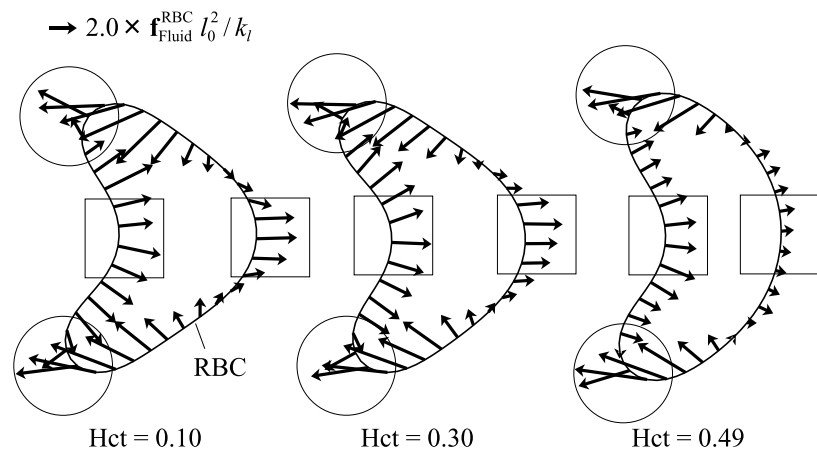 2.0 × f^RBC_Fluid l_0^2 / k_l
RBC
Hct = 0.10 Hct = 0.30 Hct = 0.49